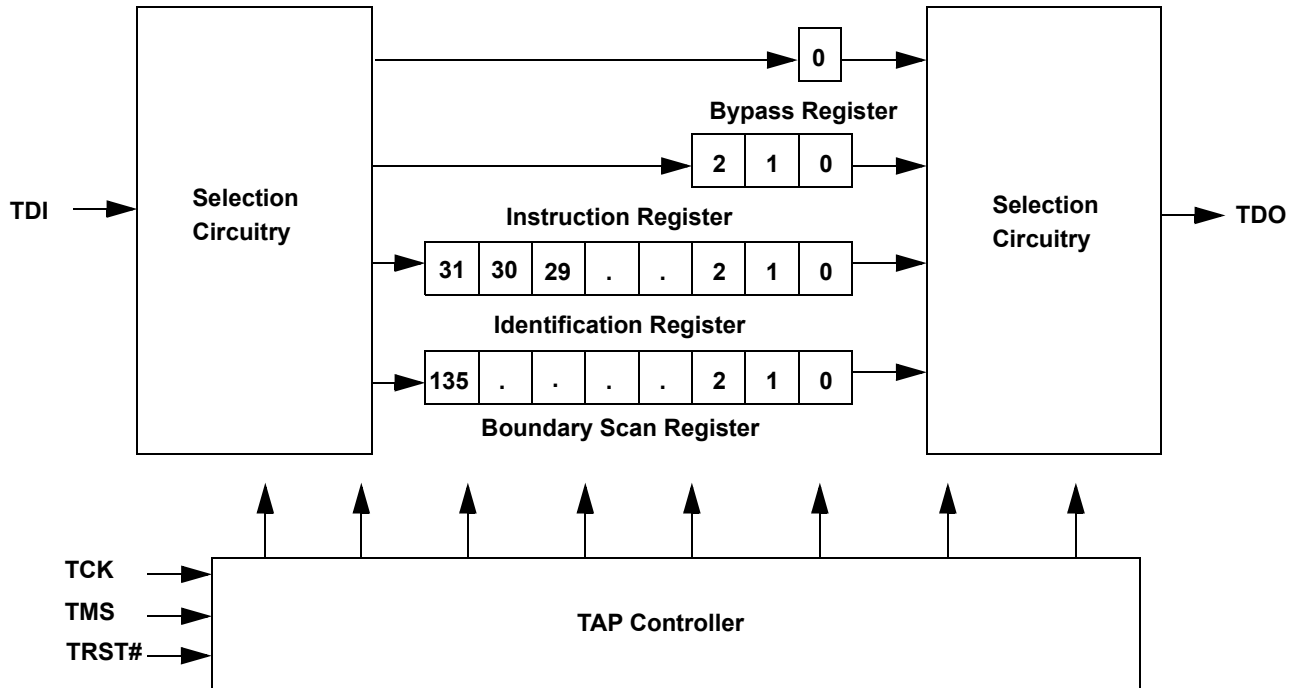 0
Bypass Register
2 1 0
TDI
Selection
Circuitry
Selection
Circuitry
TDO
Instruction Register
31 30 29 . . 2 1 0
Identification Register
135 . . . . 2 1 0
Boundary Scan Register
TCK
TMS
TRST#
TAP Controller